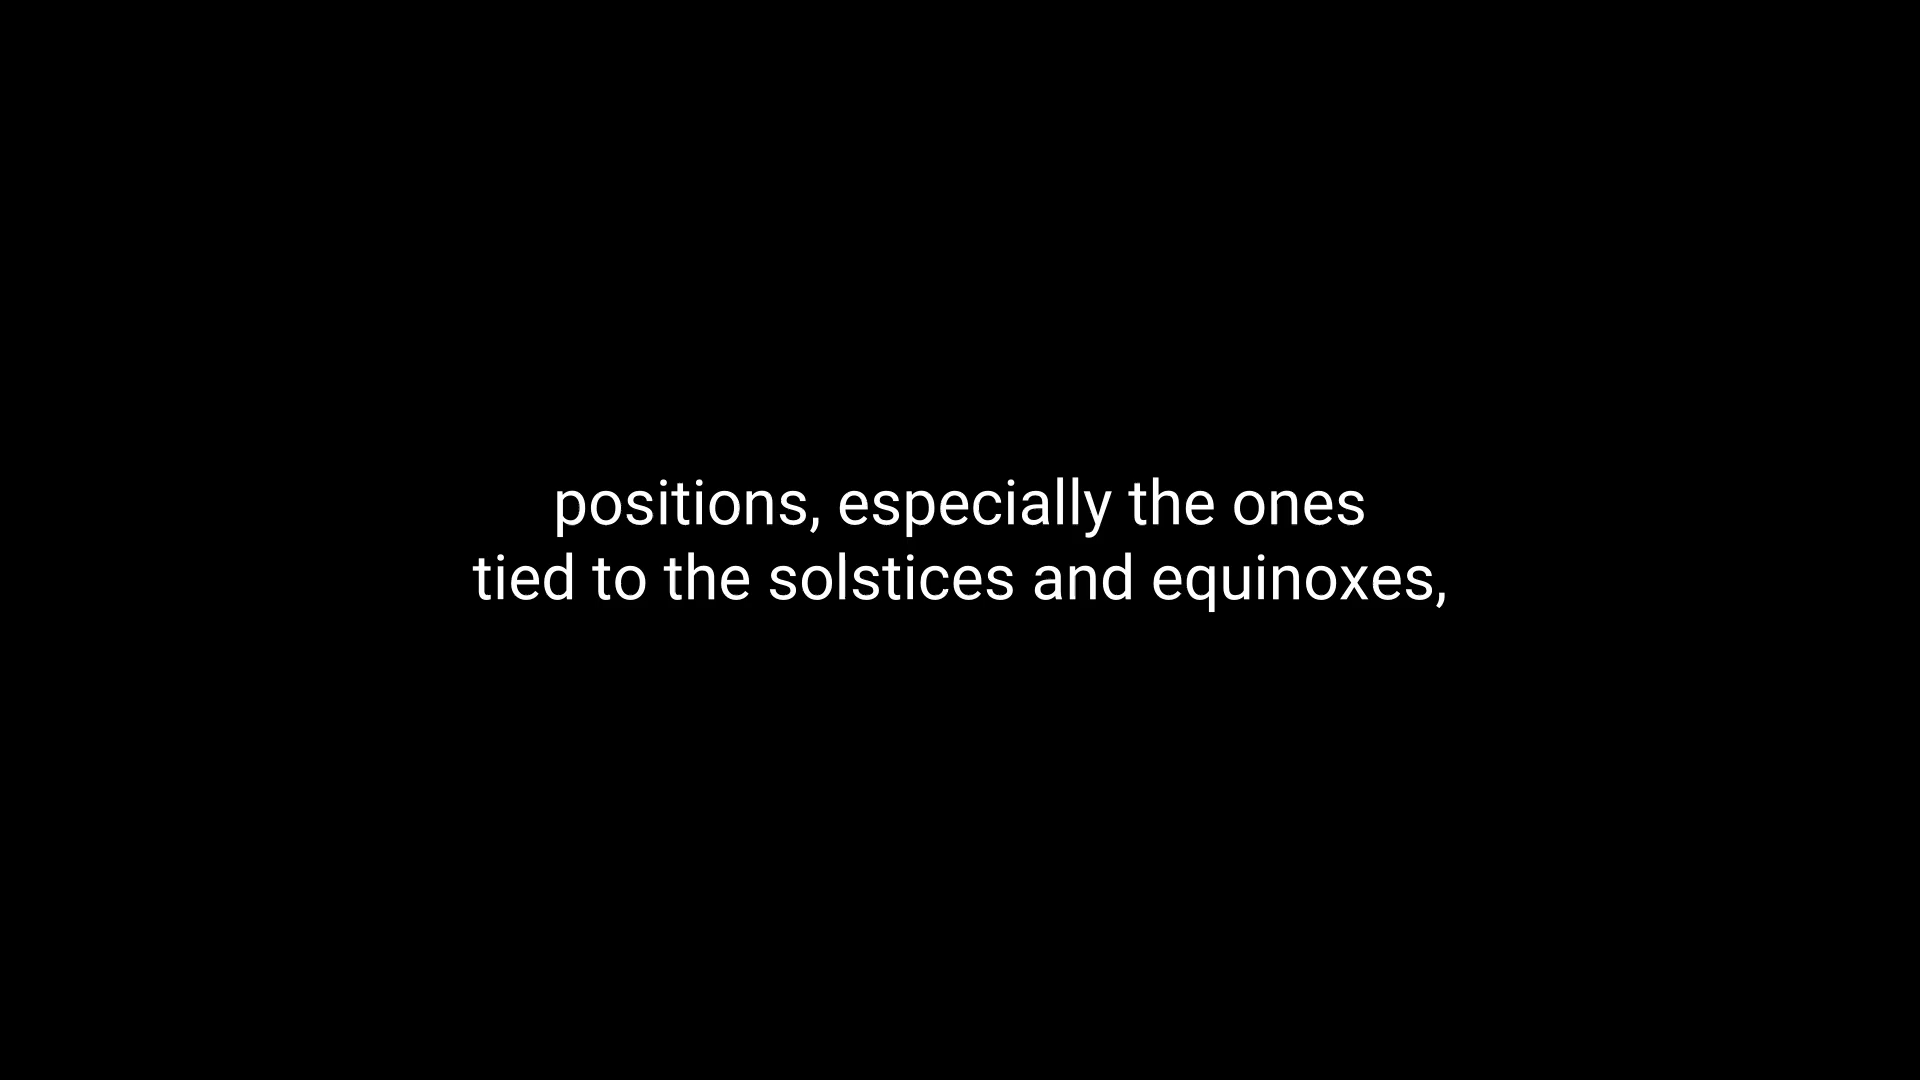 positions, especially the ones
tied to the solstices and equinoxes,